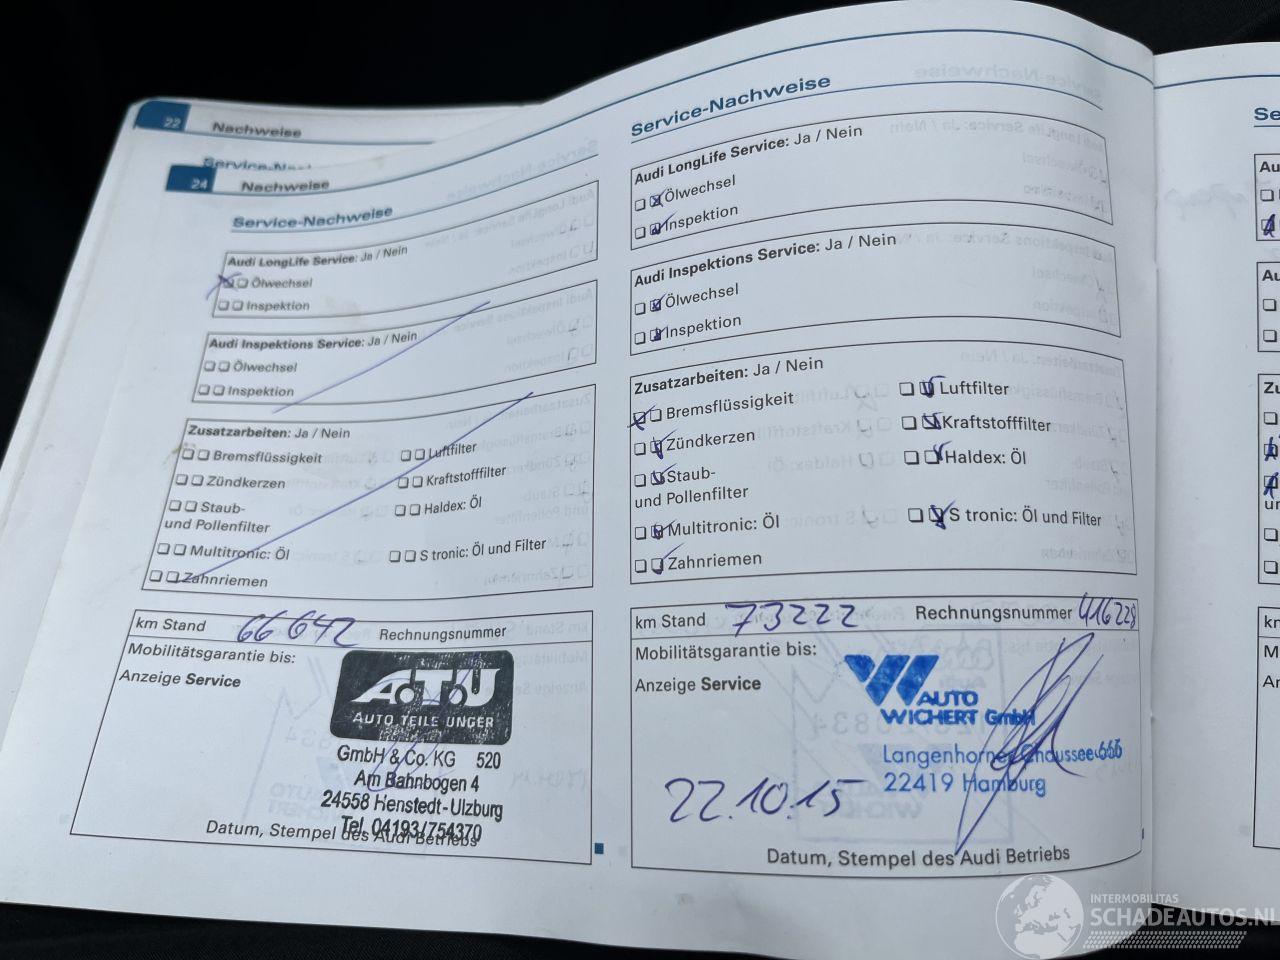 22 Nachweise
24 Nachweise
Service-Nachweise
Audi LongLife Service: Ja / Nein
Ölwechsel
Inspektion
Audi Inspektions Service: Ja / Nein
Ölwechsel
Inspektion
Zusatzarbeiten: Ja / Nein
Bremsflüssigkeit Luftfilter
Zündkerzen Kraftstofffilter
Staub-
und Pollenfilter Haldex: Öl
Multitronic: Öl S tronic: Öl und Filter
Zahnriemen
km Stand 66642 Rechnungsnummer
Mobilitätsgarantie bis:
Anzeige Service
A.T.U
AUTO TEILE UNGER
GmbH & Co. KG 520
Am Bahnbogen 4
24558 Henstedt-Ulzburg
Tel. 04193/754370
Datum, Stempel des Audi Betriebs
Service-Nachweise
Audi LongLife Service: Ja / Nein
Ölwechsel
Inspektion
Audi Inspektions Service: Ja / Nein
Ölwechsel
Inspektion
Zusatzarbeiten: Ja / Nein
Bremsflüssigkeit Luftfilter
Zündkerzen Kraftstofffilter
Staub-
und Pollenfilter Haldex: Öl
Multitronic: Öl S tronic: Öl und Filter
Zahnriemen
km Stand 73222 Rechnungsnummer 416228
Mobilitätsgarantie bis:
Anzeige Service
AUTO
WICHERT GmbH
Langenhorner Chaussee 666
22419 Hamburg
22.10.15
Datum, Stempel des Audi Betriebs
INTERMOBILITAS
SCHADEAUTOS.NL